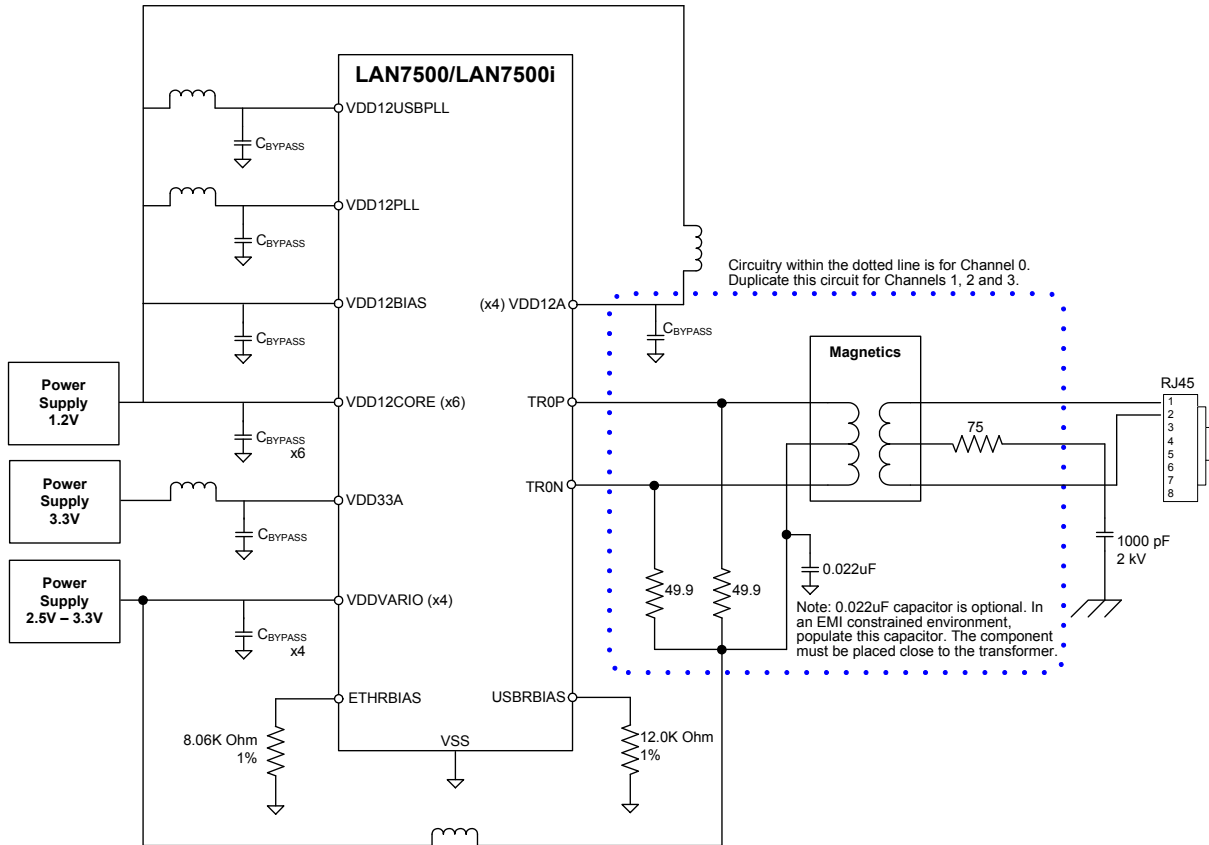 LAN7500/LAN7500i
VDD12USBPLL
CBYPASS
VDD12PLL
CBYPASS
Circuitry within the dotted line is for Channel 0.
Duplicate this circuit for Channels 1, 2 and 3.
VDD12BIAS
(x4) VDD12A
CBYPASS
CBYPASS
Magnetics
Power
Supply
1.2V
VDD12CORE (x6)
TR0P
RJ45
1
2
3
4
5
6
7
8
75
CBYPASS
x6
Power
Supply
3.3V
VDD33A
TR0N
CBYPASS
1000 pF
2 kV
0.022uF
49.9
49.9
Power
Supply
2.5V – 3.3V
VDDVARIO (x4)
CBYPASS
x4
Note: 0.022uF capacitor is optional. In
an EMI constrained environment,
populate this capacitor. The component
must be placed close to the transformer.
ETHRBIAS
USBRBIAS
8.06K Ohm
1%
VSS
12.0K Ohm
1%